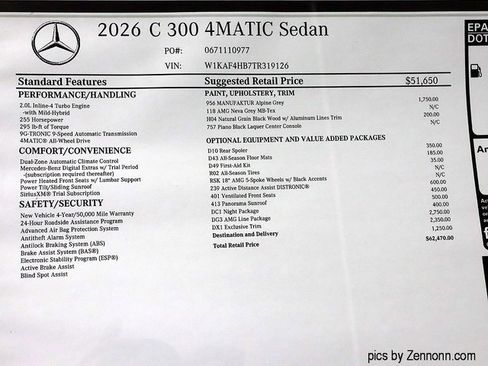 2026 C 300 4MATIC Sedan
PO#: 0671110977
VIN: W1KAF4HB7TR319126
EPA
DOT
Standard Features
Suggested Retail Price $51,650
PERFORMANCE/HANDLING
2.0L Inline-4 Turbo Engine
-with Mild-Hybrid
255 Horsepower
295 lb-ft of Torque
9G-TRONIC 9-Speed Automatic Transmission
4MATIC® All-Wheel Drive
COMFORT/CONVENIENCE
Dual-Zone Automatic Climate Control
Mercedes-Benz Digital Extras w/ Trial Period
-(subscription required thereafter)
Power Heated Front Seats w/ Lumbar Support
Power Tilt/Sliding Sunroof
SiriusXM® Trial Subscription
SAFETY/SECURITY
New Vehicle 4-Year/50,000 Mile Warranty
24-Hour Roadside Assistance Program
Advanced Air Bag Protection System
Antitheft Alarm System
Antilock Braking System (ABS)
Brake Assist System (BAS®)
Electronic Stability Program (ESP®)
Active Brake Assist
Blind Spot Assist
PAINT, UPHOLSTERY, TRIM
956 MANUFAKTUR Alpine Grey 1,750.00
118 AMG Neva Grey MB-Tex N/C
H04 Natural Grain Black Wood w/ Aluminum Lines Trim 200.00
757 Piano Black Laquer Center Console N/C
OPTIONAL EQUIPMENT AND VALUE ADDED PACKAGES
D10 Rear Spoiler 350.00
D43 All-Season Floor Mats 185.00
D49 First-Aid Kit 35.00
R02 All-Season Tires N/C
RSK 18" AMG 5-Spoke Wheels w/ Black Accents 600.00
239 Active Distance Assist DISTRONIC® 450.00
401 Ventilated Front Seats 500.00
413 Panorama Sunroof 400.00
DC1 Night Package 2,750.00
DG3 AMG Line Package 2,350.00
DX1 Exclusive Trim 1,250.00
Destination and Delivery
Total Retail Price $62,470.00
An
pics by Zennonn.com